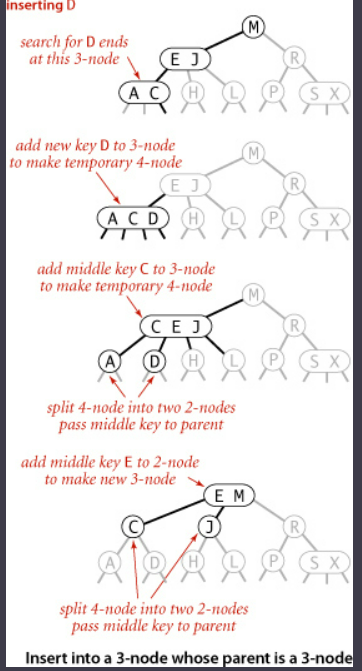 inserting D
M
search for D ends
at this 3-node
E J
R
A C
H
L
P
S X
add new key D to 3-node
to make temporary 4-node
M
E J
R
A C D
H
L
P
S X
add middle key C to 3-node
to make temporary 4-node
M
C E J
R
A
D
H
L
P
S X
split 4-node into two 2-nodes
pass middle key to parent
add middle key E to 2-node
to make new 3-node
E M
C
J
R
A
D
H
L
P
S X
split 4-node into two 2-nodes
pass middle key to parent
Insert into a 3-node whose parent is a 3-node